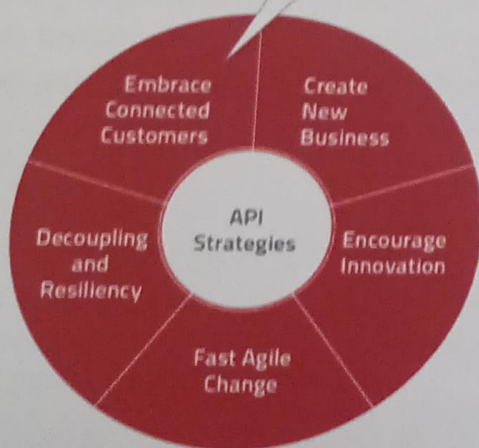 Embrace
Connected
Customers
Create
New
Business
API
Strategies
Decoupling
and
Resiliency
Encourage
Innovation
Fast Agile
Change